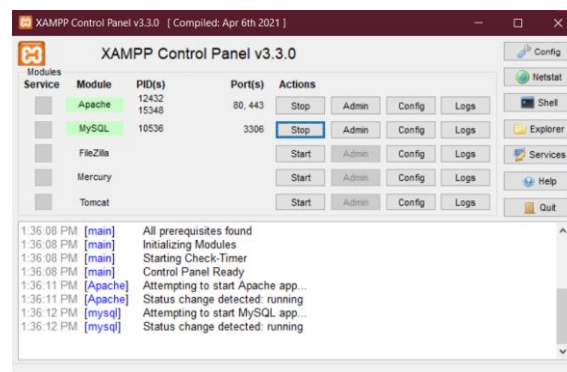 XAMPP Control Panel v3.3.0 [ Compiled: Apr 6th 2021 ]
XAMPP Control Panel v3.3.0
Config
Modules
Service Module PID(s) Port(s) Actions
Netstat
Apache 12432 15348 80, 443 Stop Admin Config Logs
Shell
MySQL 10536 3306 Stop Admin Config Logs
Explorer
FileZilla Start Admin Config Logs
Services
Mercury Start Admin Config Logs
Help
Tomcat Start Admin Config Logs
Quit
1:36:08 PM [main] All prerequisites found
1:36:08 PM [main] Initializing Modules
1:36:08 PM [main] Starting Check-Timer
1:36:08 PM [main] Control Panel Ready
1:36:11 PM [Apache] Attempting to start Apache app...
1:36:11 PM [Apache] Status change detected: running
1:36:12 PM [mysql] Attempting to start MySQL app...
1:36:12 PM [mysql] Status change detected: running